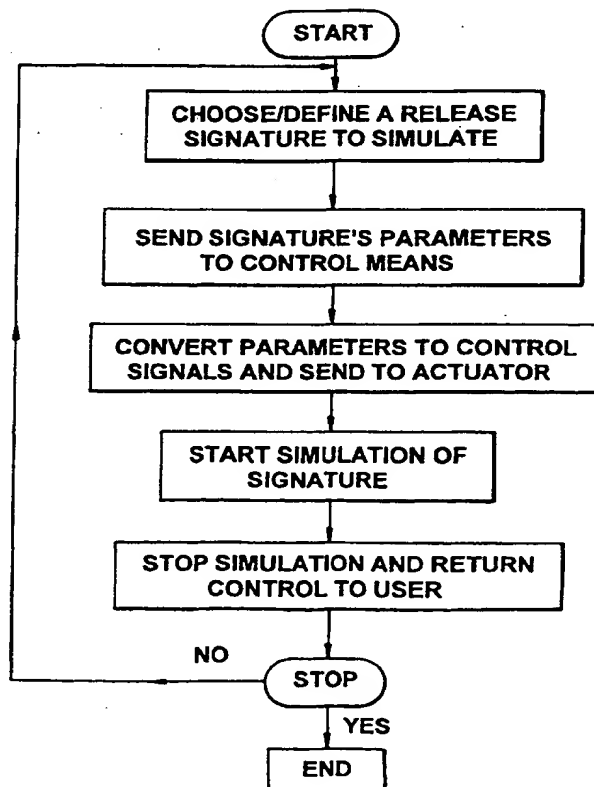 START
CHOOSE/DEFINE A RELEASE
SIGNATURE TO SIMULATE
SEND SIGNATURE'S PARAMETERS
TO CONTROL MEANS
CONVERT PARAMETERS TO CONTROL
SIGNALS AND SEND TO ACTUATOR
START SIMULATION OF
SIGNATURE
STOP SIMULATION AND RETURN
CONTROL TO USER
NO
STOP
YES
END